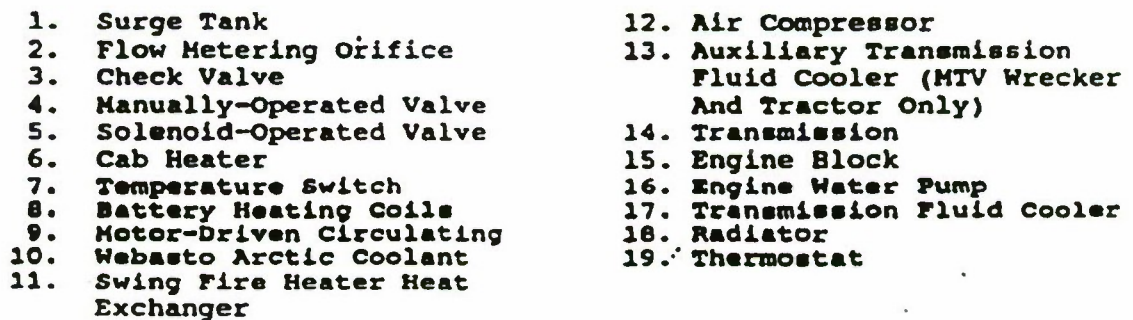 1. Surge Tank
2. Flow Metering Orifice
3. Check Valve
4. Manually-Operated Valve
5. Solenoid-Operated Valve
6. Cab Heater
7. Temperature Switch
8. Battery Heating Coils
9. Motor-Driven Circulating
10. Webasto Arctic Coolant
11. Swing Fire Heater Heat
Exchanger
12. Air Compressor
13. Auxiliary Transmission
Fluid Cooler (MTV Wrecker
And Tractor Only)
14. Transmission
15. Engine Block
16. Engine Water Pump
17. Transmission Fluid Cooler
18. Radiator
19. Thermostat